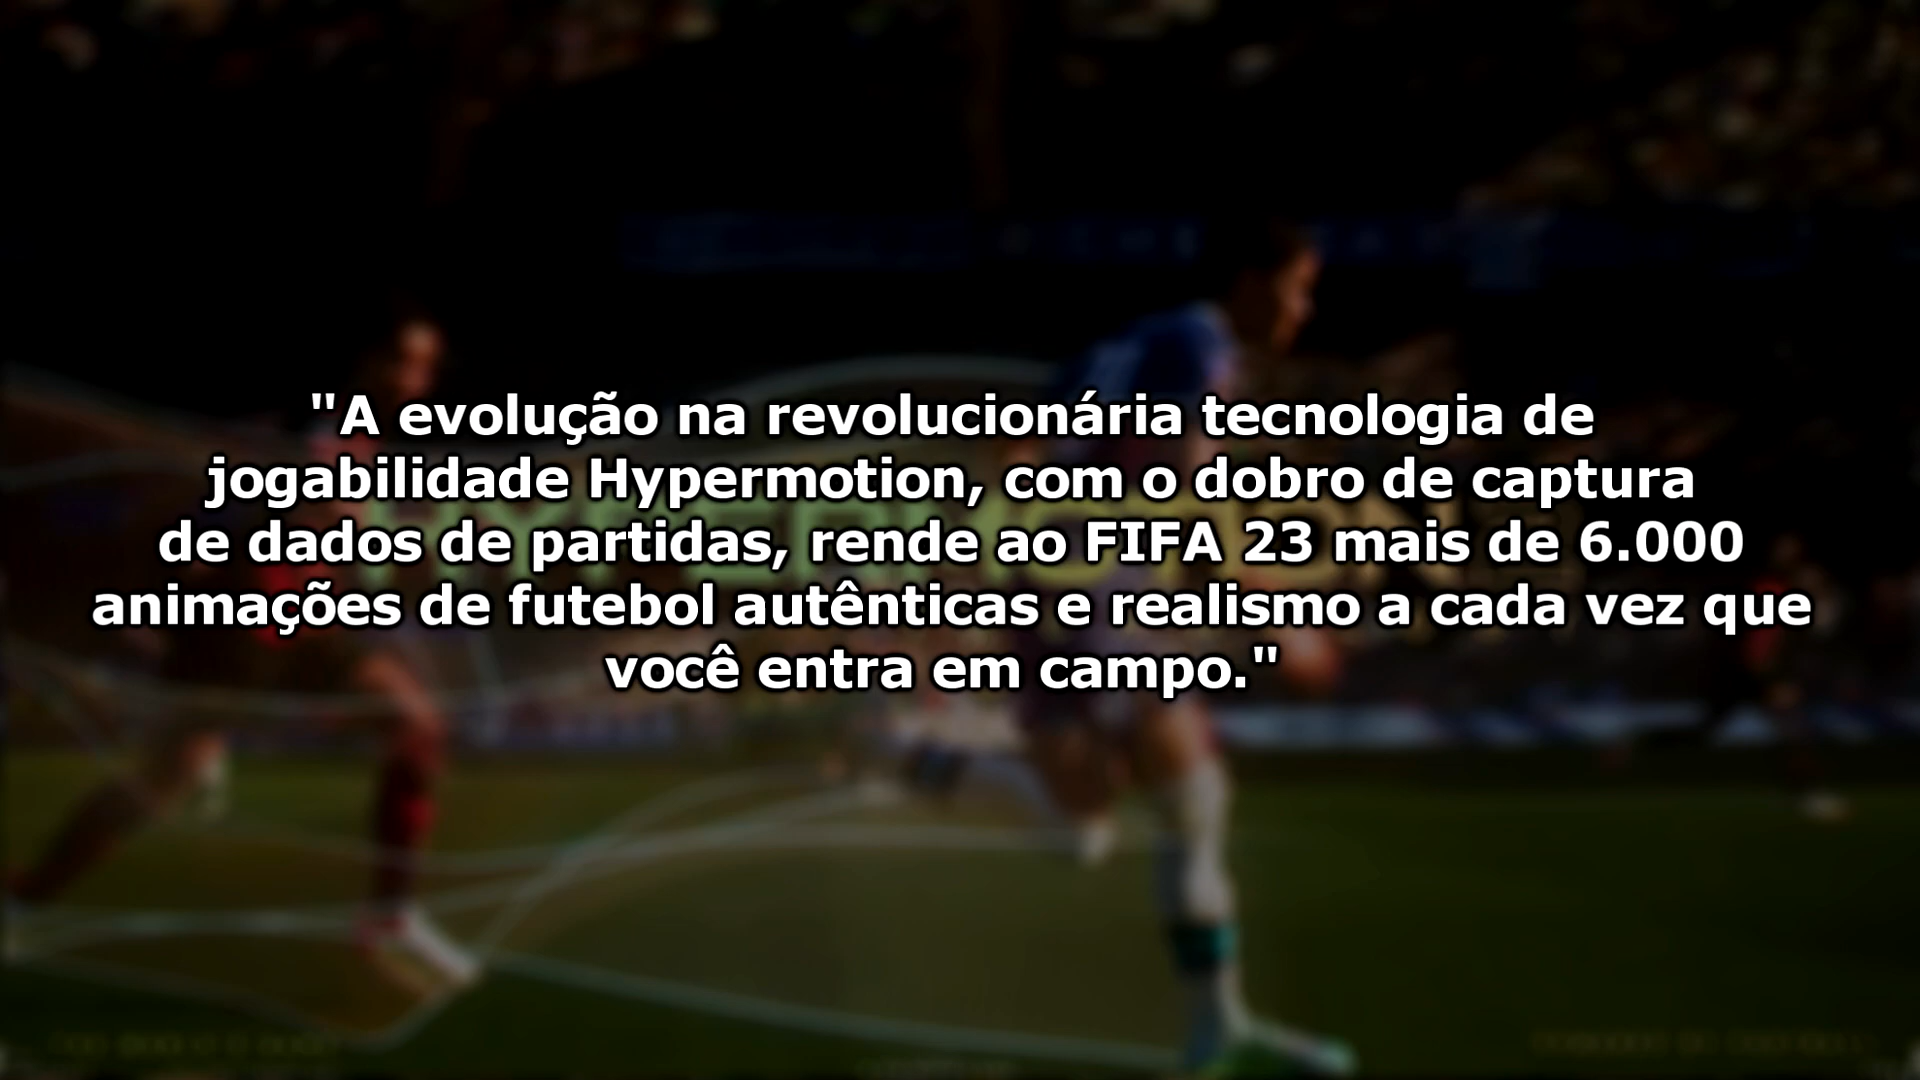 "A evolução na revolucionária tecnologia de
jogabilidade Hypermotion, com o dobro de captura
de dados de partidas, rende ao FIFA 23 mais de 6.000
animações de futebol autênticas e realismo a cada vez que
você entra em campo."